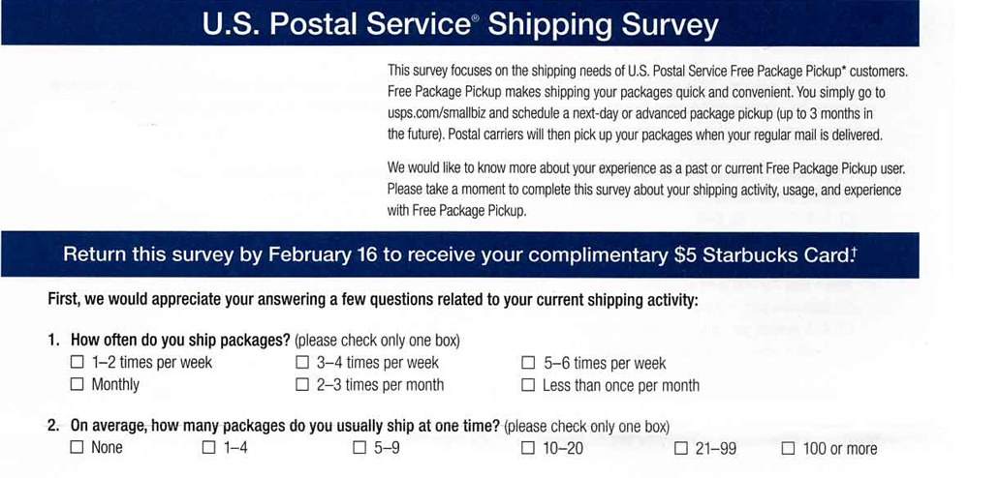 U.S. Postal Service® Shipping Survey
This survey focuses on the shipping needs of U.S. Postal Service Free Package Pickup* customers.
Free Package Pickup makes shipping your packages quick and convenient. You simply go to
usps.com/smallbiz and schedule a next-day or advanced package pickup (up to 3 months in
the future). Postal carriers will then pick up your packages when your regular mail is delivered.
We would like to know more about your experience as a past or current Free Package Pickup user.
Please take a moment to complete this survey about your shipping activity, usage, and experience
with Free Package Pickup.
Return this survey by February 16 to receive your complimentary $5 Starbucks Card.†
First, we would appreciate your answering a few questions related to your current shipping activity:
1. How often do you ship packages? (please check only one box)
☐ 1–2 times per week ☐ 3–4 times per week ☐ 5–6 times per week
☐ Monthly ☐ 2–3 times per month ☐ Less than once per month
2. On average, how many packages do you usually ship at one time? (please check only one box)
☐ None ☐ 1–4 ☐ 5–9 ☐ 10–20 ☐ 21–99 ☐ 100 or more